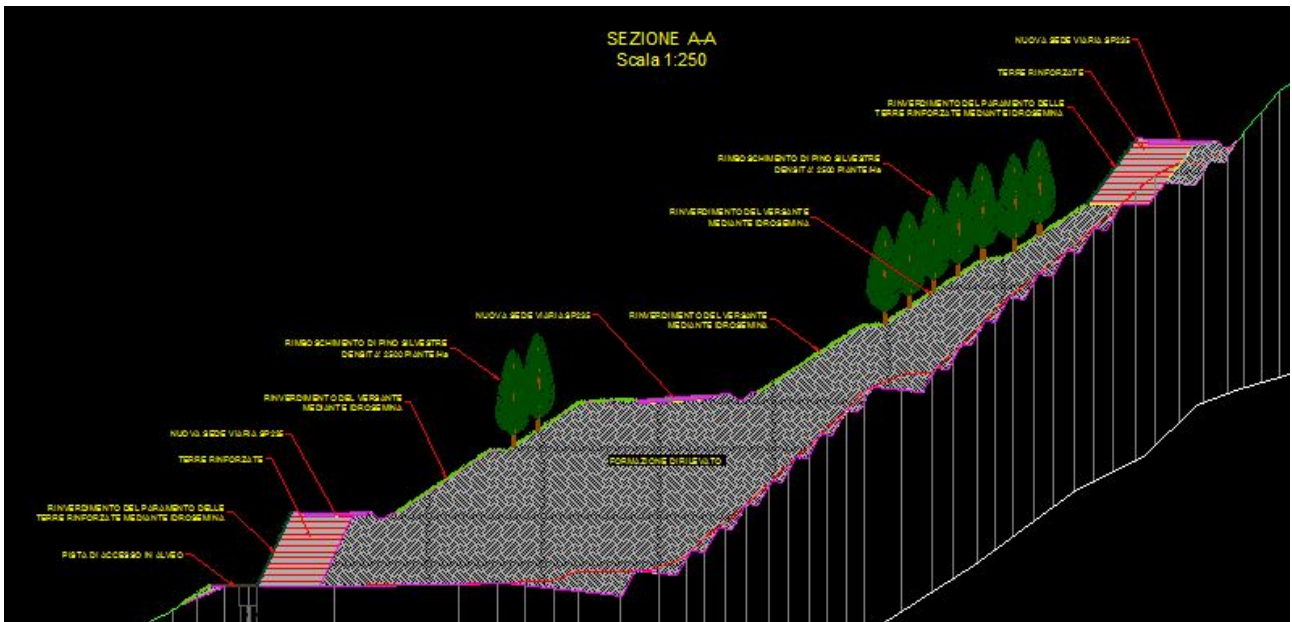 SEZIONE A-A
Scala 1:250
NUOVA SEDE VIARIA SP235
TERRE RINFORZATE
RINVERDIMENTO DEL PARAMENTO DELLE
TERRE RINFORZATE MEDIANTE IDROSEMINA
RIMBOSCHIMENTO DI PINO SILVESTRE
DENSITA' 2500 PIANTE/Ha
RINVERDIMENTO DEL VERSANTE
MEDIANTE IDROSEMINA
NUOVA SEDE VIARIA SP235
RINVERDIMENTO DEL VERSANTE
MEDIANTE IDROSEMINA
RIMBOSCHIMENTO DI PINO SILVESTRE
DENSITA' 2500 PIANTE/Ha
RINVERDIMENTO DEL VERSANTE
MEDIANTE IDROSEMINA
NUOVA SEDE VIARIA SP235
TERRE RINFORZATE
FORMAZIONE DI RILEVATO
RINVERDIMENTO DEL PARAMENTO DELLE
TERRE RINFORZATE MEDIANTE IDROSEMINA
PISTA DI ACCESSO IN ALVEO